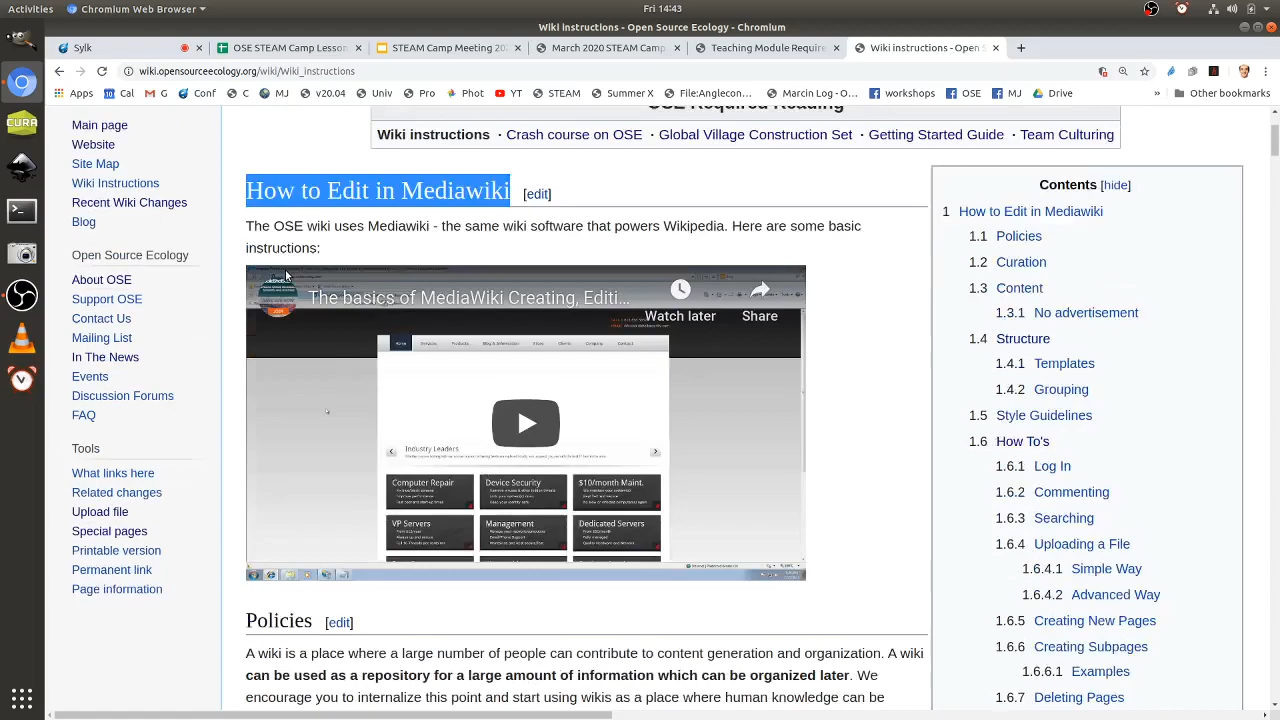 Activities
Chromium Web Browser
Fri 14:43
Wiki instructions - Open Source Ecology - Chromium
Sylk
OSE STEAM Camp Lesson
STEAM Camp Meeting 202
March 2020 STEAM Camp
Teaching Module Require
Wiki instructions - Open S
wiki.opensourceecology.org/wiki/Wiki_instructions
Apps
Cal
G
Conf
MJ
v20.04
Univ
Pro
Phot
YT
STEAM
Summer X
File:Anglecon...
Marcin Log - O...
workshops
OSE
MJ
Drive
»
Other bookmarks
OSE Required Reading
Wiki instructions · Crash course on OSE · Global Village Construction Set · Getting Started Guide · Team Culturing
Main page
Website
Site Map
Wiki Instructions
Recent Wiki Changes
Blog
Open Source Ecology
About OSE
Support OSE
Contact Us
Mailing List
In The News
Events
Discussion Forums
FAQ
Tools
What links here
Related changes
Upload file
Special pages
Printable version
Permanent link
Page information
How to Edit in Mediawiki [edit]
The OSE wiki uses Mediawiki - the same wiki software that powers Wikipedia. Here are some basic
instructions:
The basics of MediaWiki Creating, Editi...
Watch later
Share
Home
Industry Leaders
Computer Repair
Device Security
$10/month Maint.
VP Servers
Management
Dedicated Servers
Policies [edit]
A wiki is a place where a large number of people can contribute to content generation and organization. A wiki
can be used as a repository for a large amount of information which can be organized later. We
encourage you to internalize this point and start using wikis as a place where human knowledge can be
Contents [hide]
1 How to Edit in Mediawiki
1.1 Policies
1.2 Curation
1.3 Content
1.3.1 No advertisement
1.4 Structure
1.4.1 Templates
1.4.2 Grouping
1.5 Style Guidelines
1.6 How To's
1.6.1 Log In
1.6.2 Commenting
1.6.3 Searching
1.6.4 Uploading a File
1.6.4.1 Simple Way
1.6.4.2 Advanced Way
1.6.5 Creating New Pages
1.6.6 Creating Subpages
1.6.6.1 Examples
1.6.7 Deleting Pages
CURA